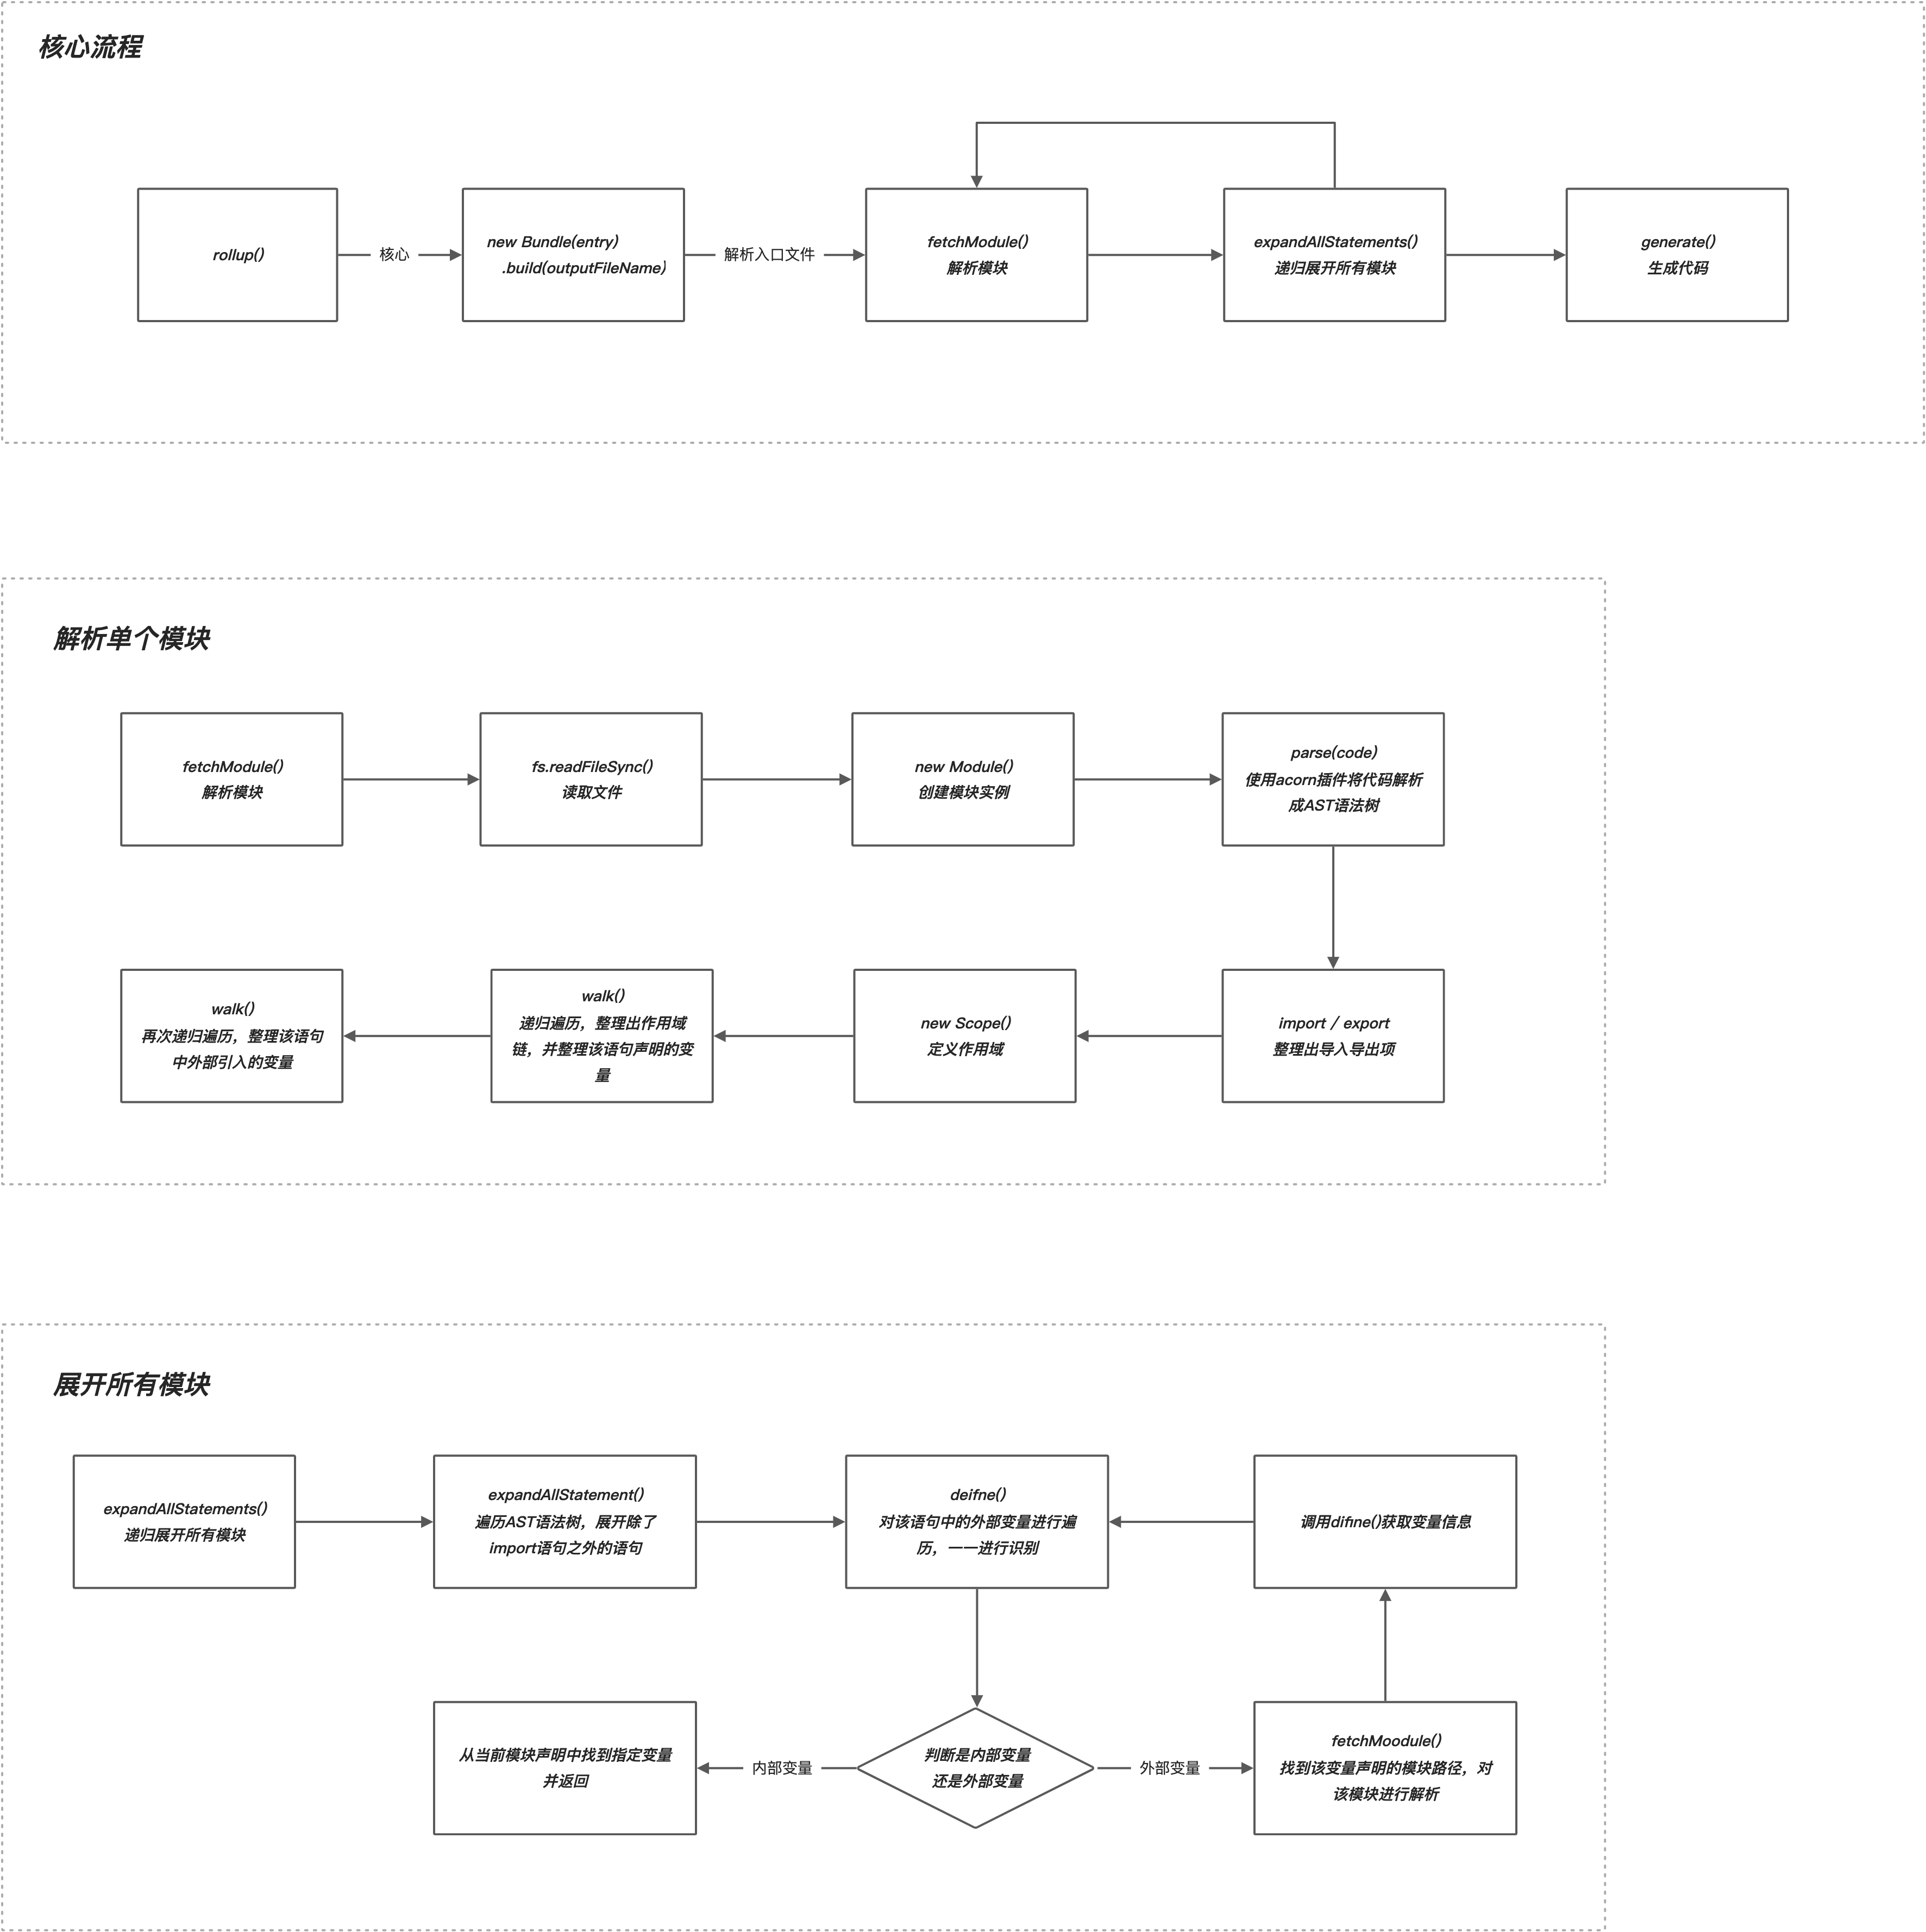 核心流程
rollup()
核心
new Bundle(entry)
.build(outputFileName)
解析入口文件
fetchModule()
解析模块
expandAllStatements()
递归展开所有模块
generate()
生成代码
解析单个模块
fetchModule()
解析模块
fs.readFileSync()
读取文件
new Module()
创建模块实例
parse(code)
使用acorn插件将代码解析
成AST语法树
walk()
再次递归遍历，整理该语句
中外部引入的变量
walk()
递归遍历，整理出作用域
链，并整理该语句声明的变
量
new Scope()
定义作用域
import / export
整理出导入导出项
展开所有模块
expandAllStatements()
递归展开所有模块
expandAllStatement()
遍历AST语法树，展开除了
import语句之外的语句
deifne()
对该语句中的外部变量进行遍
历，一一进行识别
调用difine()获取变量信息
从当前模块声明中找到指定变量
并返回
内部变量
判断是内部变量
还是外部变量
外部变量
fetchMoodule()
找到该变量声明的模块路径，对
该模块进行解析